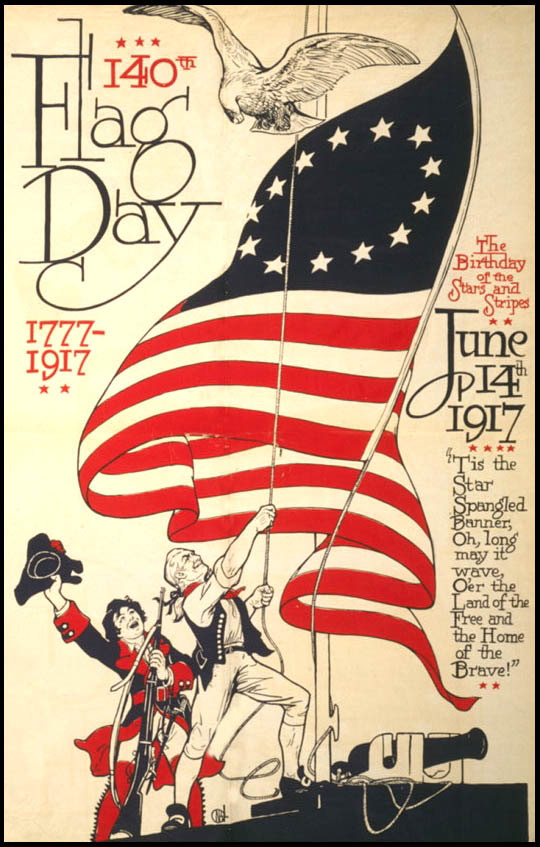 140th
Flag
Day
1777-
1917
The
Birthday
of the
Stars and
Stripes
June
14th
1917
"'Tis the
Star
Spangled
Banner,
Oh, long
may it
wave,
O'er the
Land of the
Free and
the Home
of the
Brave!"